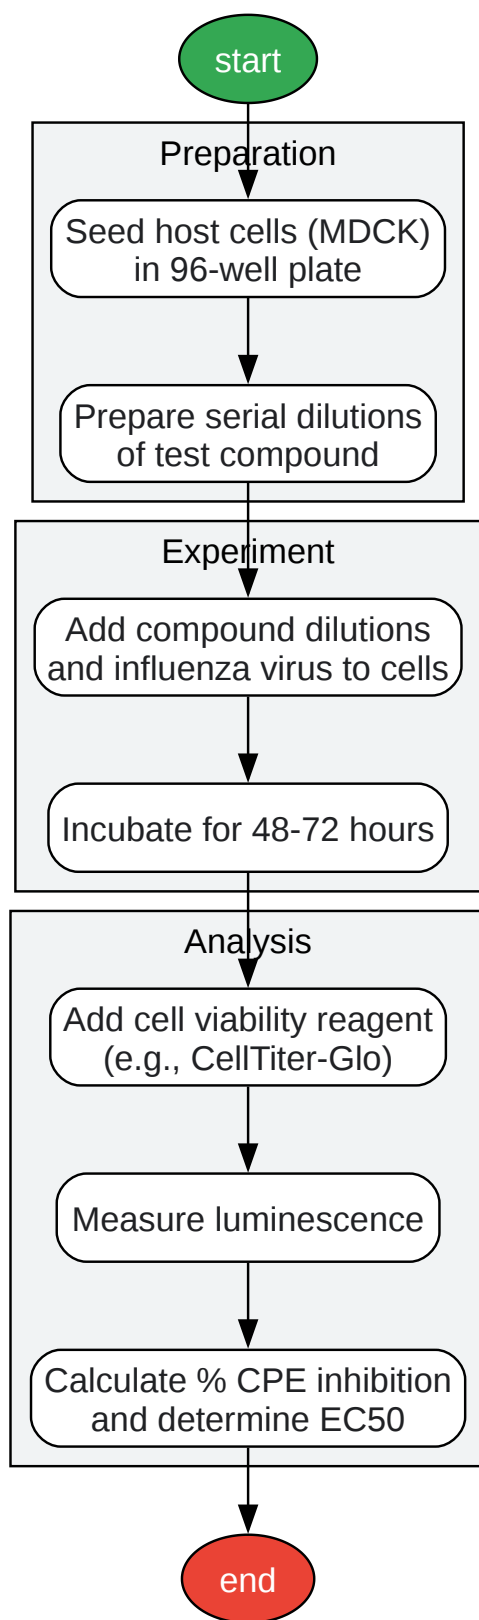 start
Preparation
Seed host cells (MDCK)
in 96-well plate
Prepare serial dilutions
of test compound
Experiment
Add compound dilutions
and influenza virus to cells
Incubate for 48-72 hours
Analysis
Add cell viability reagent
(e.g., CellTiter-Glo)
Measure luminescence
Calculate % CPE inhibition
and determine EC50
end